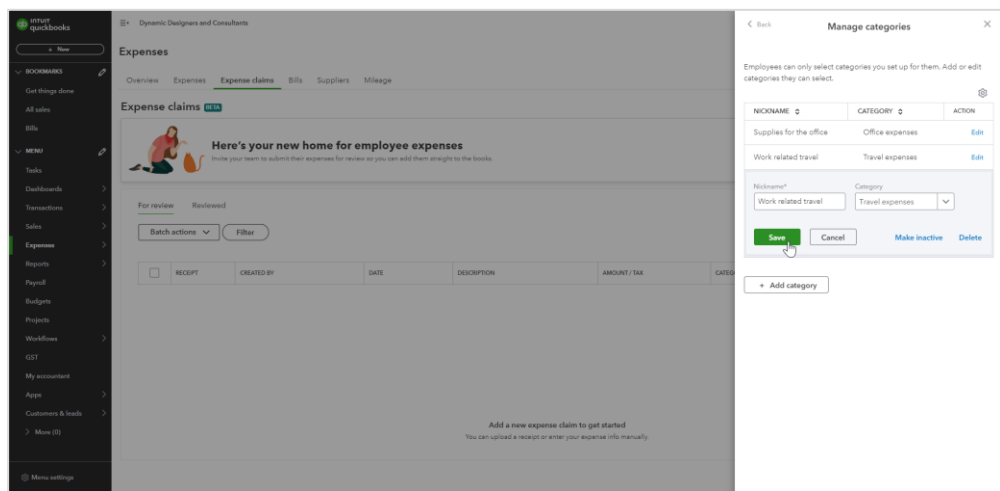 INTUIT
quickbooks
+ New
BOOKMARKS
Get things done
All sales
Bills
MENU
Tasks
Dashboards
Transactions
Sales
Expenses
Reports
Payroll
Budgets
Projects
Workflows
GST
My accountant
Apps
Customers & leads
More (0)
Menu settings
Dynamic Designers and Consultants
Expenses
Overview Expenses Expense claims Bills Suppliers Mileage
Expense claims BETA
Here's your new home for employee expenses
Invite your team to submit their expenses for review so you can add them straight to the books.
For review Reviewed
Batch actions Filter
RECEIPT CREATED BY DATE DESCRIPTION AMOUNT / TAX CATEGO
Add a new expense claim to get started
You can upload a receipt or enter your expense info manually.
Back Manage categories
Employees can only select categories you set up for them. Add or edit
categories they can select.
NICKNAME CATEGORY ACTION
Supplies for the office Office expenses Edit
Work related travel Travel expenses Edit
Nickname* Category
Work related travel Travel expenses
Save Cancel Make inactive Delete
+ Add category